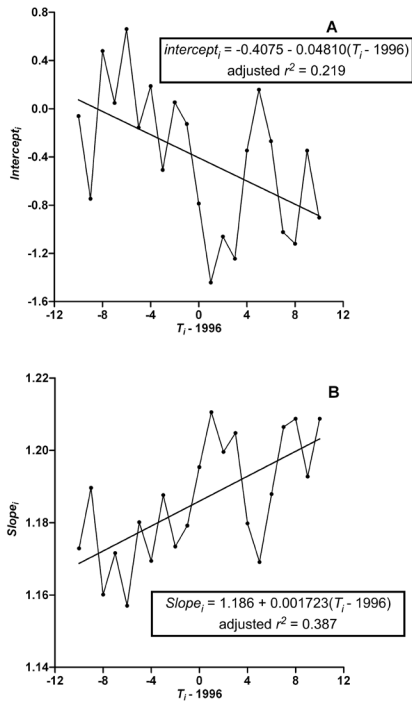 A
intercept_i = -0.4075 - 0.04810(T_i - 1996)
adjusted r² = 0.219
0.8
0.4
0.0
-0.4
-0.8
-1.2
-1.6
Intercept_i
-12 -8 -4 0 4 8 12
T_i - 1996
B
1.22
1.20
1.18
1.16
1.14
Slope_i
Slope_i = 1.186 + 0.001723(T_i - 1996)
adjusted r² = 0.387
-12 -8 -4 0 4 8 12
T_i - 1996